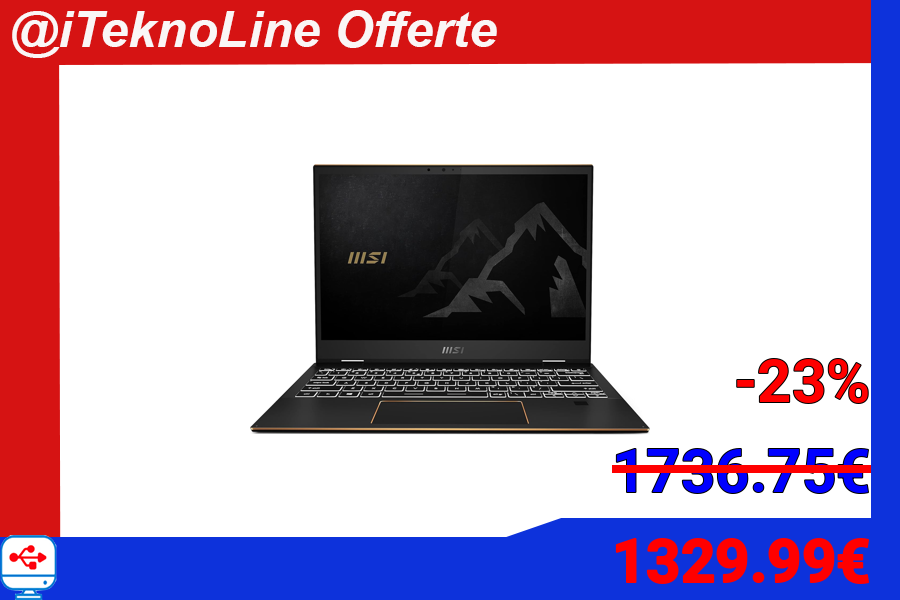 @iTeknoLine Offerte
msi
msi
-23%
1736.75€
1329.99€